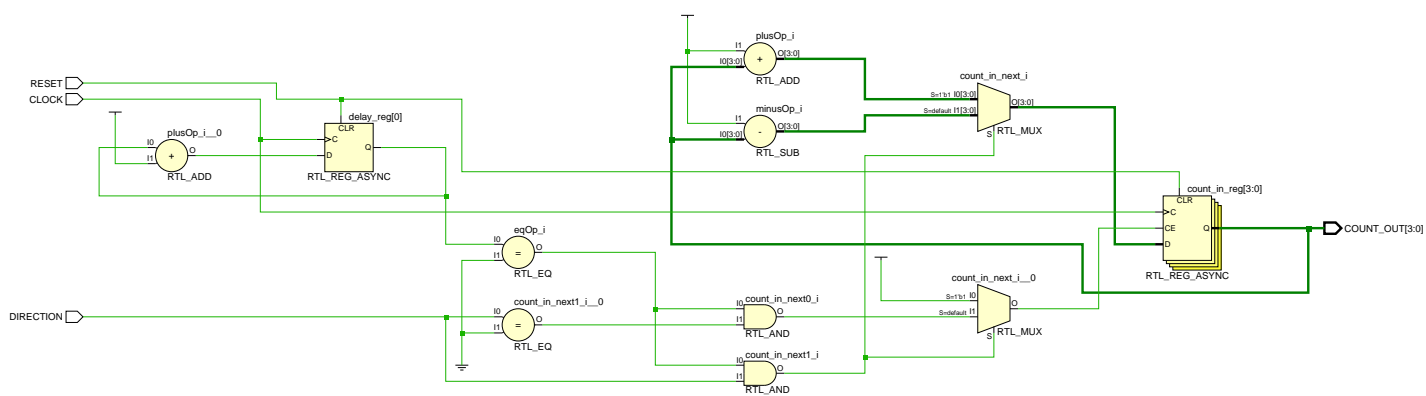 RESET
CLOCK
DIRECTION
plusOp_i__0
I0
I1
+
O
RTL_ADD
delay_reg[0]
CLR
C
D
Q
RTL_REG_ASYNC
eqOp_i
I0
I1
=
O
RTL_EQ
count_in_next1_i__0
I0
I1
=
O
RTL_EQ
plusOp_i
I1
I0[3:0]
+
O[3:0]
RTL_ADD
minusOp_i
I1
I0[3:0]
-
O[3:0]
RTL_SUB
count_in_next0_i
I0
I1
O
RTL_AND
count_in_next1_i
I0
I1
O
RTL_AND
count_in_next_i
S=1'b1 I0[3:0]
S=default I1[3:0]
O[3:0]
S
RTL_MUX
count_in_next_i__0
S=1'b1 I0
S=default I1
O
S
RTL_MUX
count_in_reg[3:0]
CLR
C
CE
D
Q
RTL_REG_ASYNC
COUNT_OUT[3:0]